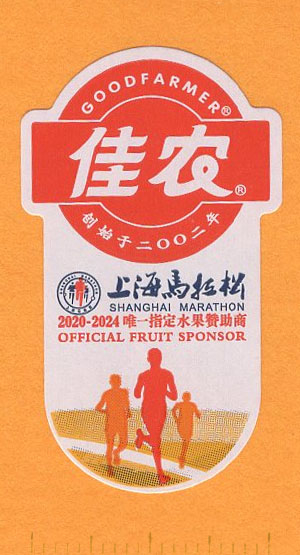 GOODFARMER®
佳农®
创始于二〇〇二年
上海馬拉松
SHANGHAI MARATHON
2020-2024 唯一指定水果赞助商
OFFICIAL FRUIT SPONSOR